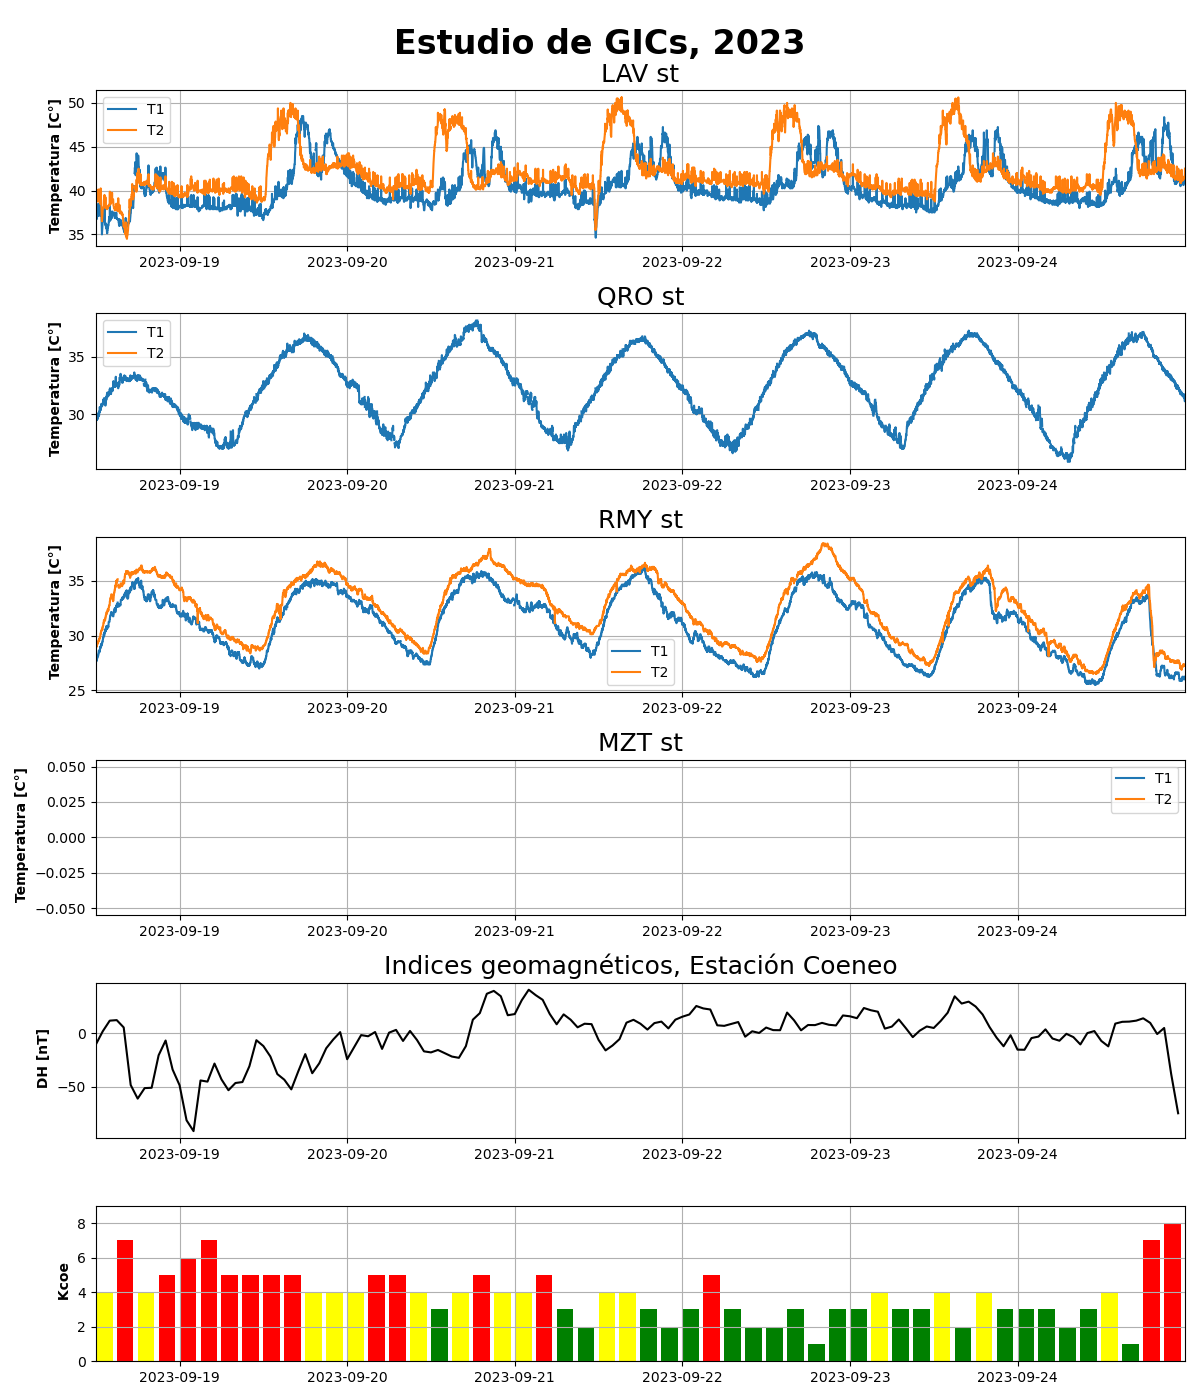 Estudio de GICs, 2023
LAV st
Temperatura [C°]
50
45
40
35
T1
T2
2023-09-19 2023-09-20 2023-09-21 2023-09-22 2023-09-23 2023-09-24
QRO st
Temperatura [C°]
35
30
T1
T2
2023-09-19 2023-09-20 2023-09-21 2023-09-22 2023-09-23 2023-09-24
RMY st
Temperatura [C°]
35
30
25
T1
T2
2023-09-19 2023-09-20 2023-09-21 2023-09-22 2023-09-23 2023-09-24
MZT st
Temperatura [C°]
0.050
0.025
0.000
−0.025
−0.050
T1
T2
2023-09-19 2023-09-20 2023-09-21 2023-09-22 2023-09-23 2023-09-24
Indices geomagnéticos, Estación Coeneo
DH [nT]
0
−50
2023-09-19 2023-09-20 2023-09-21 2023-09-22 2023-09-23 2023-09-24
Kcoe
8
6
4
2
0
2023-09-19 2023-09-20 2023-09-21 2023-09-22 2023-09-23 2023-09-24